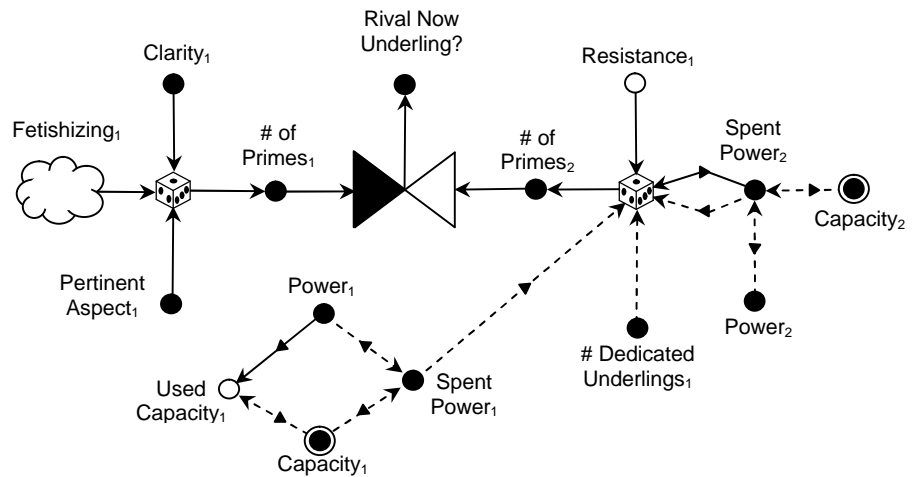 Rival Now
Underling?
Clarity₁
Resistance₁
Fetishizing₁
# of
Primes₁
# of
Primes₂
Spent
Power₂
Capacity₂
Pertinent
Aspect₁
Power₁
Power₂
# Dedicated
Underlings₁
Used
Capacity₁
Spent
Power₁
Capacity₁